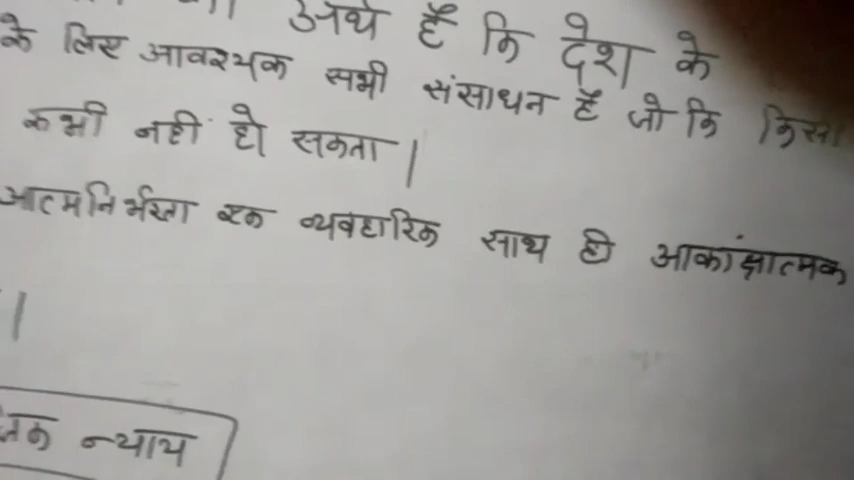 अर्थ है कि देश के
के लिए आवश्यक सभी संसाधन है जो कि
कभी नहीं हो सकता |
आत्मनिर्भरता एक व्यवहारिक साथ ही आकांक्षात्मक
|
न्याय